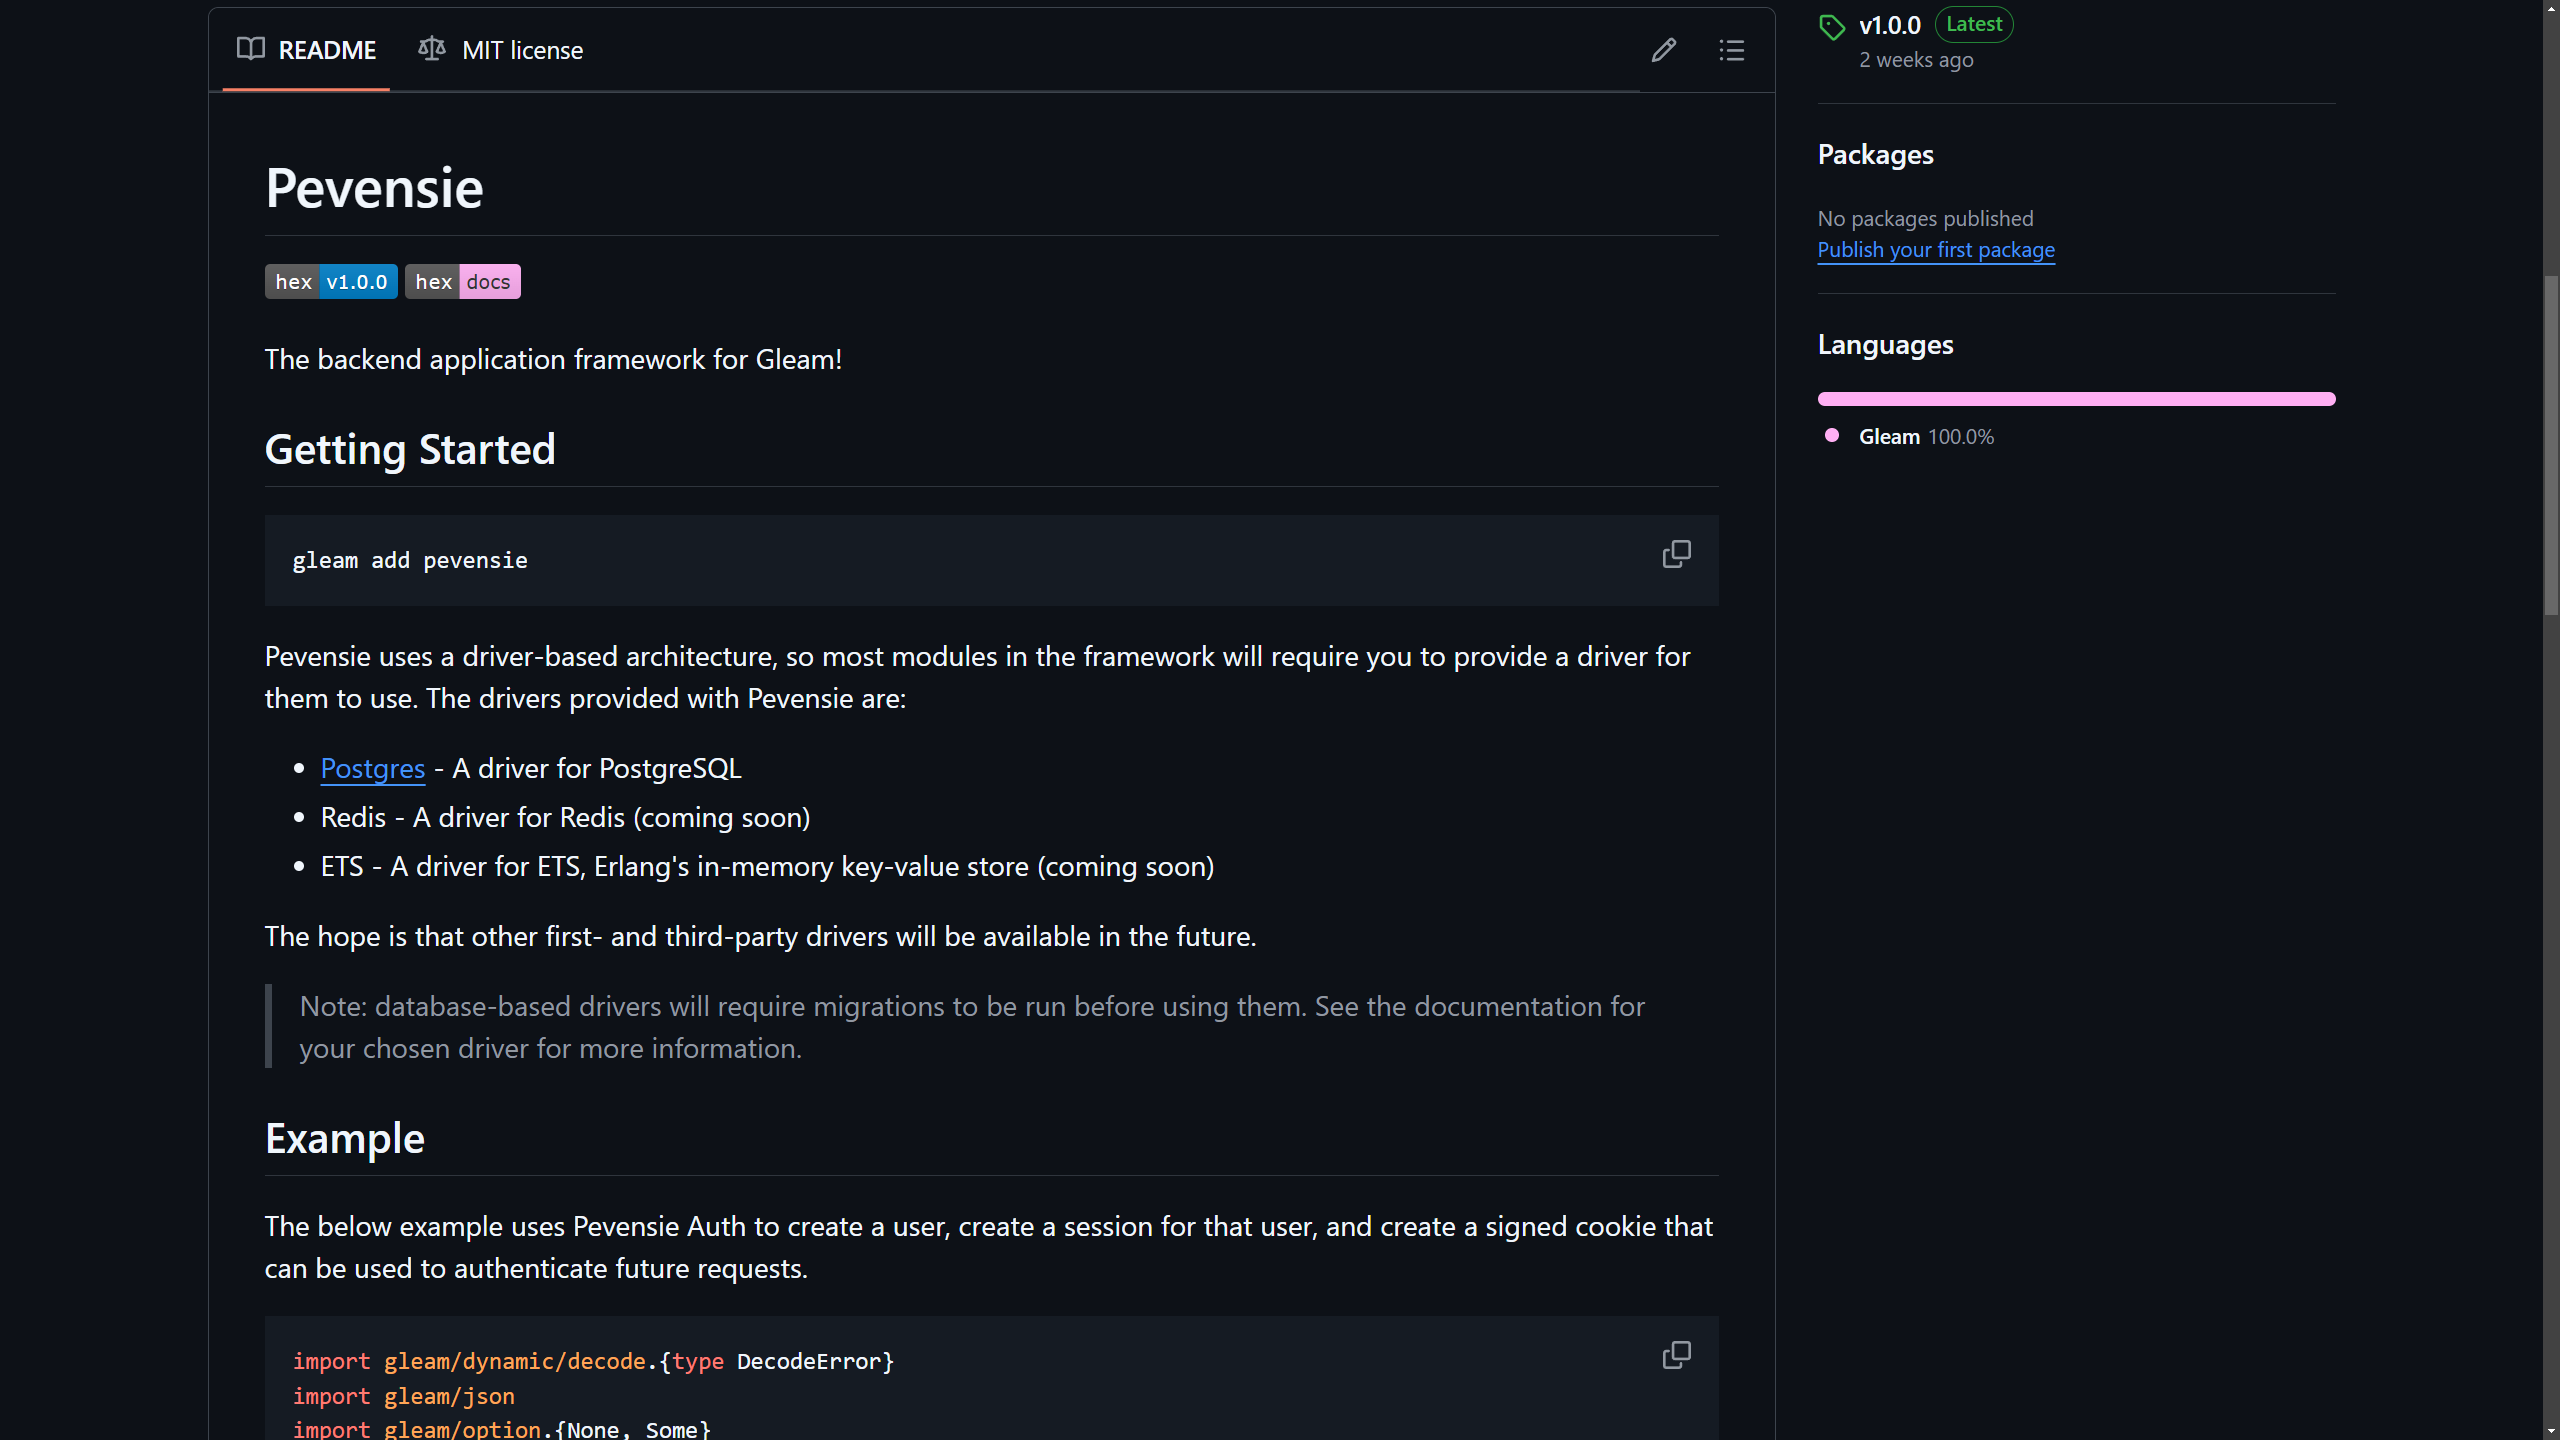 README
MIT license
Pevensie
hex v1.0.0 hex docs
The backend application framework for Gleam!
Getting Started
gleam add pevensie
Pevensie uses a driver-based architecture, so most modules in the framework will require you to provide a driver for
them to use. The drivers provided with Pevensie are:
Postgres - A driver for PostgreSQL
Redis - A driver for Redis (coming soon)
ETS - A driver for ETS, Erlang's in-memory key-value store (coming soon)
The hope is that other first- and third-party drivers will be available in the future.
Note: database-based drivers will require migrations to be run before using them. See the documentation for
your chosen driver for more information.
Example
The below example uses Pevensie Auth to create a user, create a session for that user, and create a signed cookie that
can be used to authenticate future requests.
import gleam/dynamic/decode.{type DecodeError}
import gleam/json
import gleam/option.{None, Some}
v1.0.0 Latest
2 weeks ago
Packages
No packages published
Publish your first package
Languages
Gleam 100.0%